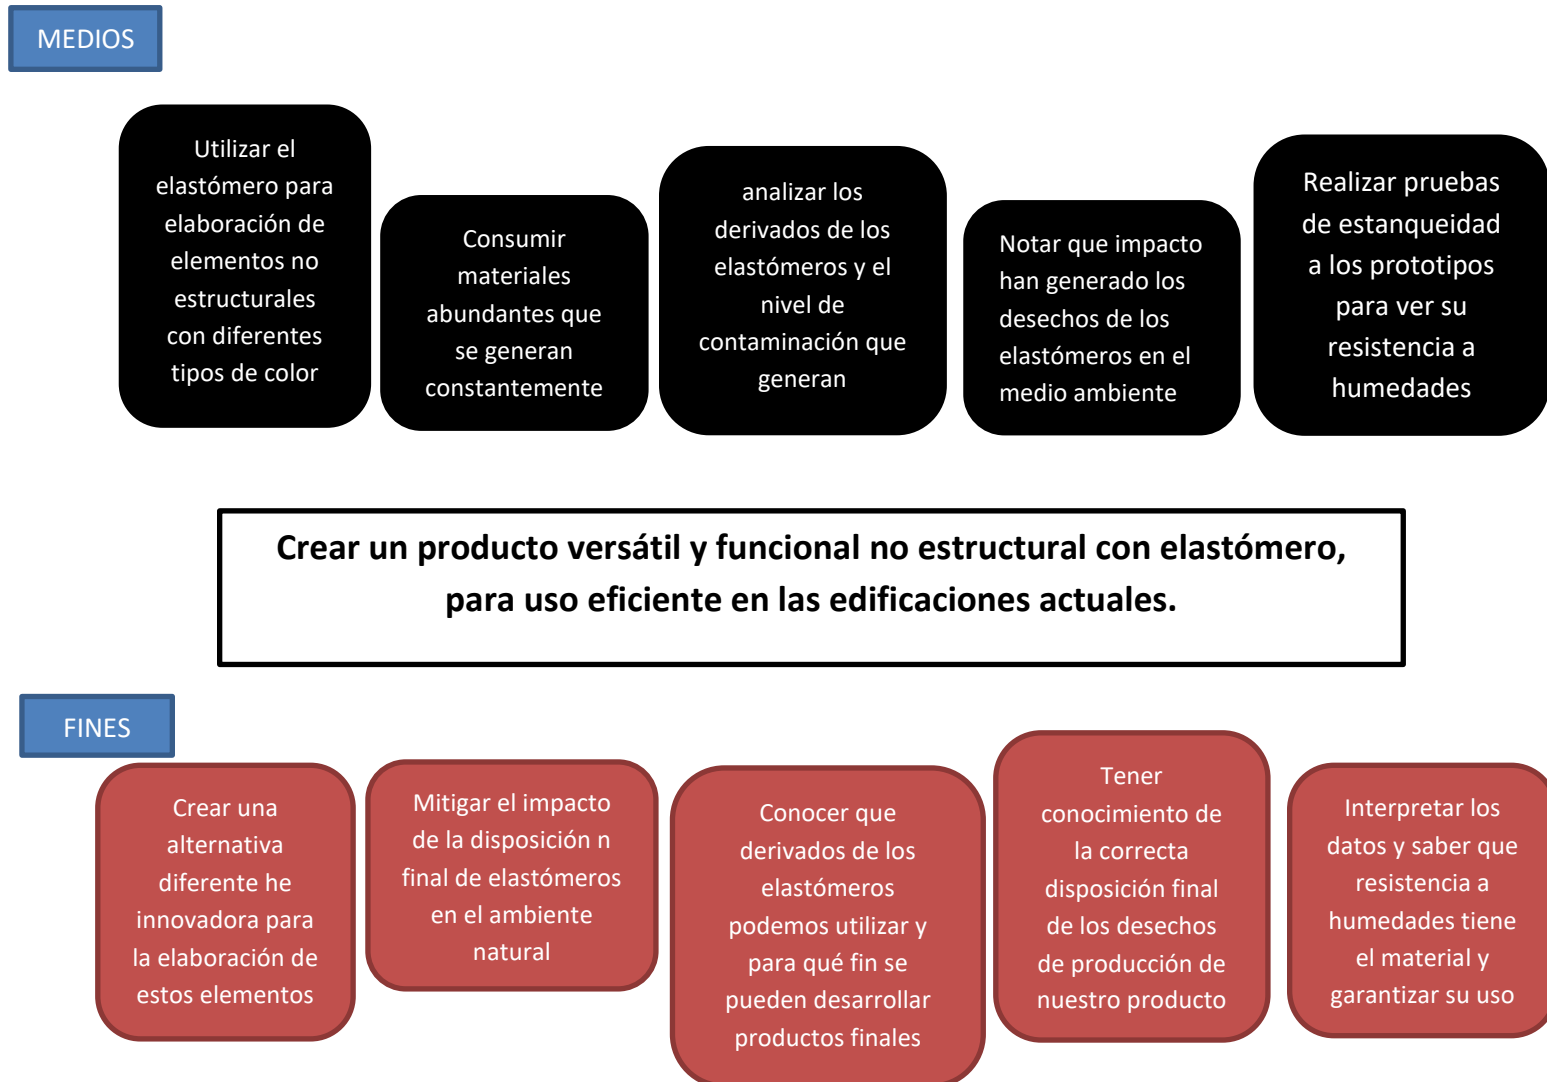 MEDIOS
Utilizar el
elastómero para
elaboración de
elementos no
estructurales
con diferentes
tipos de color
Consumir
materiales
abundantes que
se generan
constantemente
analizar los
derivados de los
elastómeros y el
nivel de
contaminación que
generan
Notar que impacto
han generado los
desechos de los
elastómeros en el
medio ambiente
Realizar pruebas
de estanqueidad
a los prototipos
para ver su
resistencia a
humedades
Crear un producto versátil y funcional no estructural con elastómero,
para uso eficiente en las edificaciones actuales.
FINES
Crear una
alternativa
diferente he
innovadora para
la elaboración de
estos elementos
Mitigar el impacto
de la disposición n
final de elastómeros
en el ambiente
natural
Conocer que
derivados de los
elastómeros
podemos utilizar y
para qué fin se
pueden desarrollar
productos finales
Tener
conocimiento de
la correcta
disposición final
de los desechos
de producción de
nuestro producto
Interpretar los
datos y saber que
resistencia a
humedades tiene
el material y
garantizar su uso